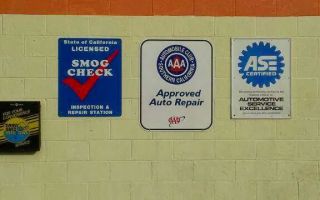 State of California
LICENSED
SMOG
CHECK
INSPECTION &
REPAIR STATION
AUTOMOBILE CLUB OF
SOUTHERN CALIFORNIA
AAA
Approved
Auto Repair
AAA
ASE
CERTIFIED
AUTOMOTIVE
SERVICE
EXCELLENCE